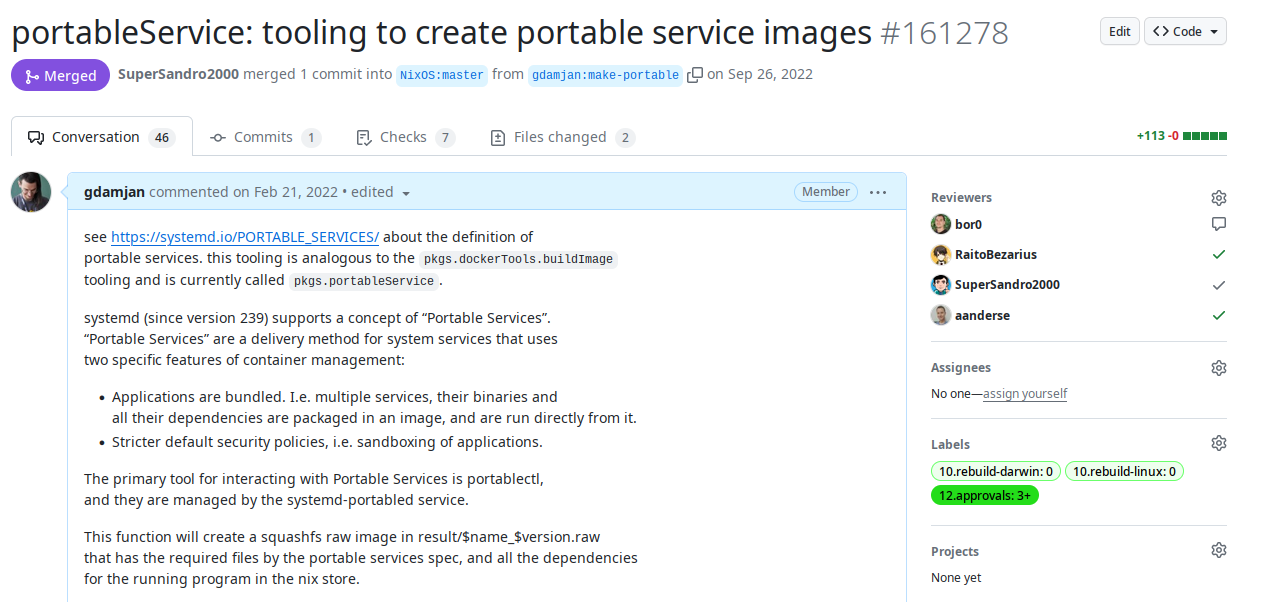 portableService: tooling to create portable service images #161278
Edit
Code
Merged
SuperSandro2000 merged 1 commit into NixOS:master from gdamjan:make-portable on Sep 26, 2022
Conversation 46
Commits 1
Checks 7
Files changed 2
+113 -0
gdamjan commented on Feb 21, 2022 • edited
Member
see https://systemd.io/PORTABLE_SERVICES/ about the definition of
portable services. this tooling is analogous to the pkgs.dockerTools.buildImage
tooling and is currently called pkgs.portableService.
systemd (since version 239) supports a concept of “Portable Services”.
“Portable Services” are a delivery method for system services that uses
two specific features of container management:
• Applications are bundled. I.e. multiple services, their binaries and
all their dependencies are packaged in an image, and are run directly from it.
• Stricter default security policies, i.e. sandboxing of applications.
The primary tool for interacting with Portable Services is portablectl,
and they are managed by the systemd-portabled service.
This function will create a squashfs raw image in result/$name_$version.raw
that has the required files by the portable services spec, and all the dependencies
for the running program in the nix store.
Reviewers
bor0
RaitoBezarius
SuperSandro2000
aanderse
Assignees
No one—assign yourself
Labels
10.rebuild-darwin: 0
10.rebuild-linux: 0
12.approvals: 3+
Projects
None yet